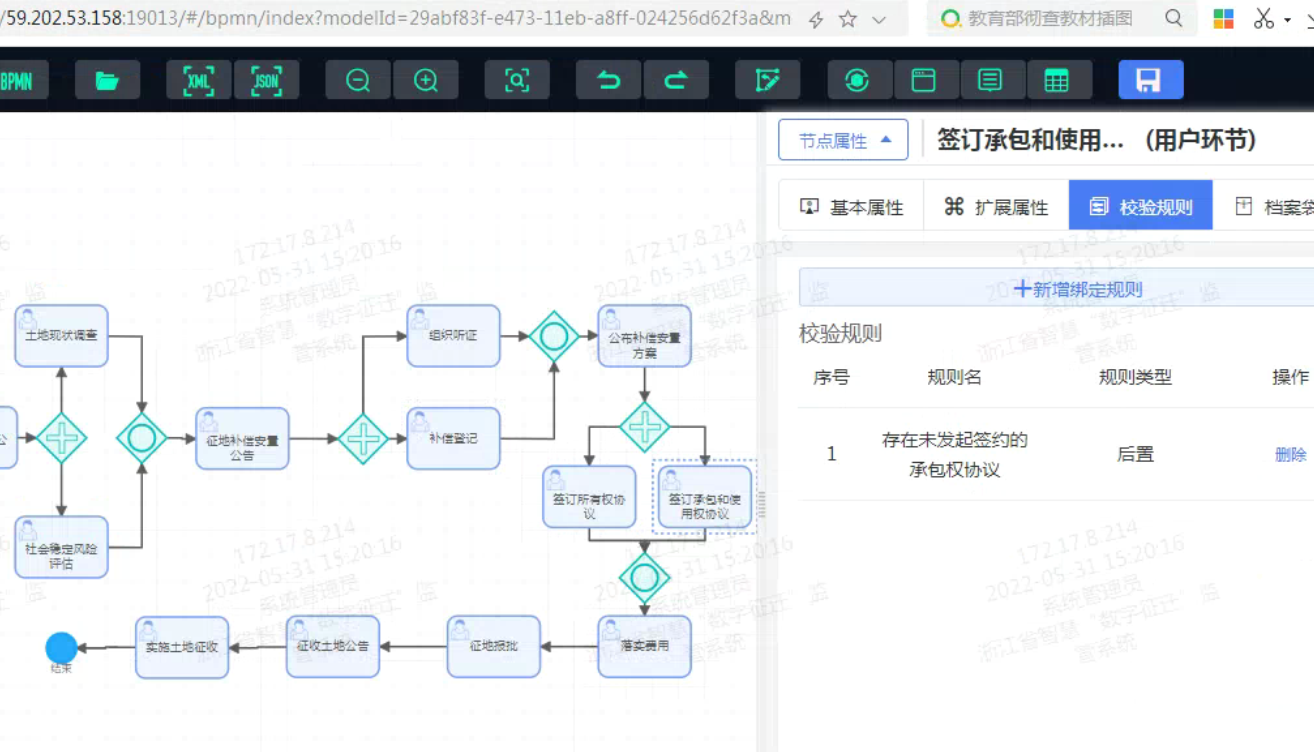 /59.202.53.158:19013/#/bpmn/index?modelId=29abf83f-e473-11eb-a8ff-024256d62f3a&m
教育部彻查教材插图
BPMN
XML
JSON
节点属性
签订承包和使用... (用户环节)
基本属性
扩展属性
校验规则
档案袋
+新增绑定规则
校验规则
序号
规则名
规则类型
操作
1
存在未发起签约的
承包权协议
后置
删除
土地现状调查
组织听证
公布补偿安置
方案
公
征地补偿安置
公告
补偿登记
签订所有权协
议
签订承包和使
用权协议
社会稳定风险
评估
实施土地征收
征收土地公告
征地报批
落实费用
结束
172.17.8.214
2022-05-31 15:20:16
系统管理员
浙江省智慧“数字征迁”监
管系统